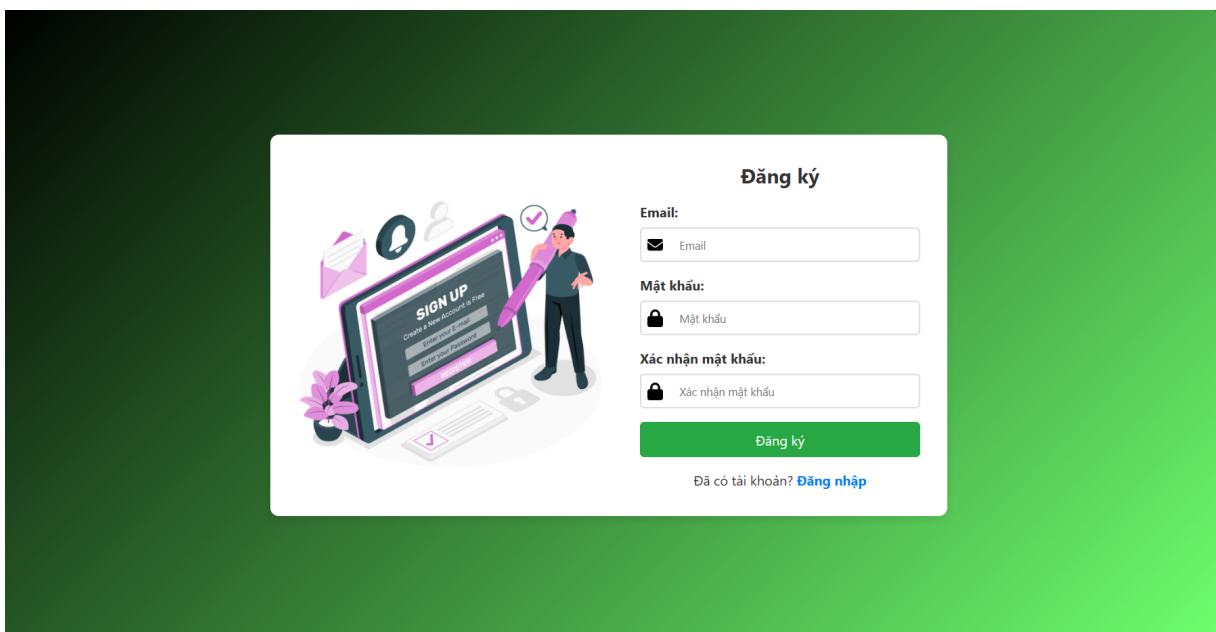 SIGN UP
Create a New Account is Free
Enter your E-mail
Enter your Password
REGISTER
Đăng ký
Email:
Email
Mật khẩu:
Mật khẩu
Xác nhận mật khẩu:
Xác nhận mật khẩu
Đăng ký
Đã có tài khoản? Đăng nhập